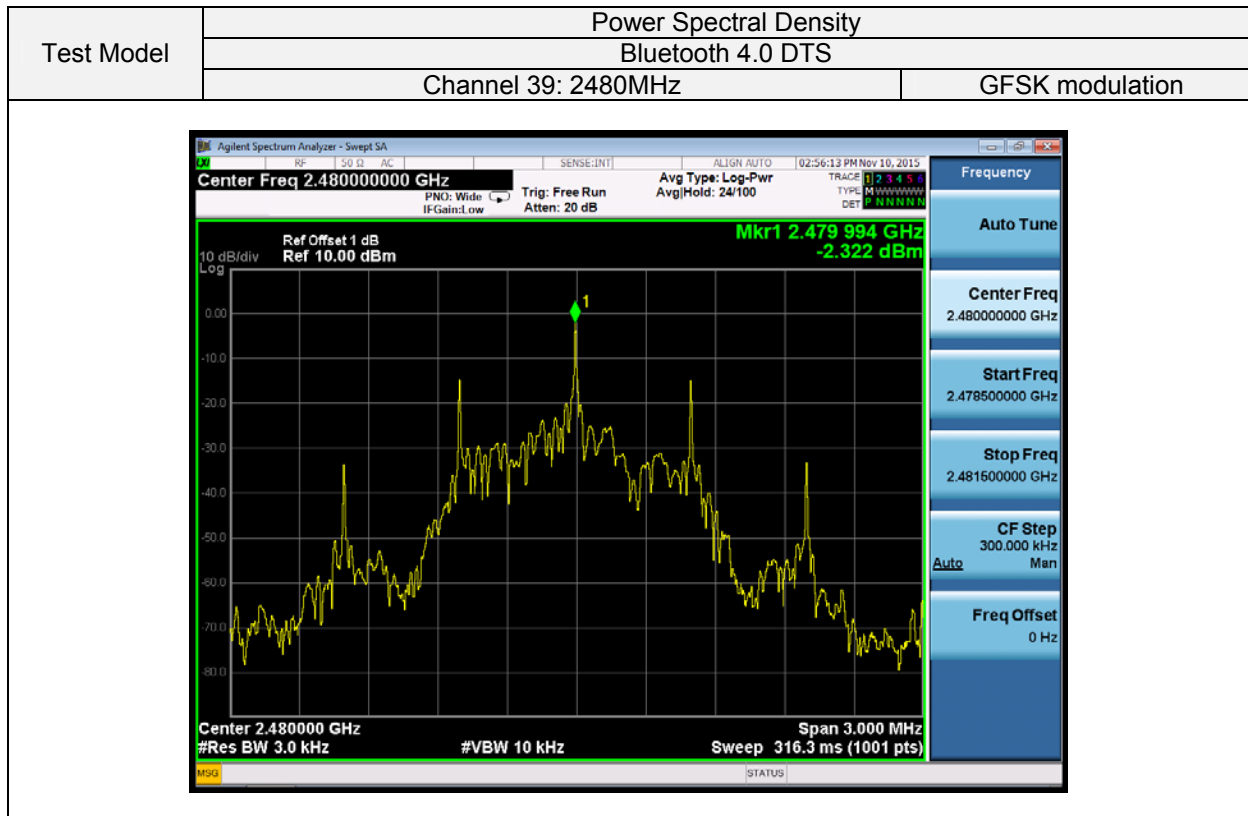 Test Model
Power Spectral Density
Bluetooth 4.0 DTS
Channel 39: 2480MHz
GFSK modulation
Agilent Spectrum Analyzer - Swept SA
LXI RF 50 Ω AC SENSE:INT ALIGN AUTO 02:56:13 PM Nov 10, 2015
Center Freq 2.480000000 GHz
PNO: Wide
IFGain:Low
Trig: Free Run
Atten: 20 dB
Avg Type: Log-Pwr
Avg|Hold: 24/100
TRACE 1 2 3 4 5 6
TYPE M W W W W W
DET P N N N N N
Mkr1 2.479 994 GHz
-2.322 dBm
Ref Offset 1 dB
10 dB/div Ref 10.00 dBm
Log
1
0.00
-10.0
-20.0
-30.0
-40.0
-50.0
-60.0
-70.0
-80.0
Center 2.480000 GHz
Span 3.000 MHz
#Res BW 3.0 kHz
#VBW 10 kHz
Sweep 316.3 ms (1001 pts)
MSG
STATUS
Frequency
Auto Tune
Center Freq
2.480000000 GHz
Start Freq
2.478500000 GHz
Stop Freq
2.481500000 GHz
CF Step
300.000 kHz
Auto Man
Freq Offset
0 Hz